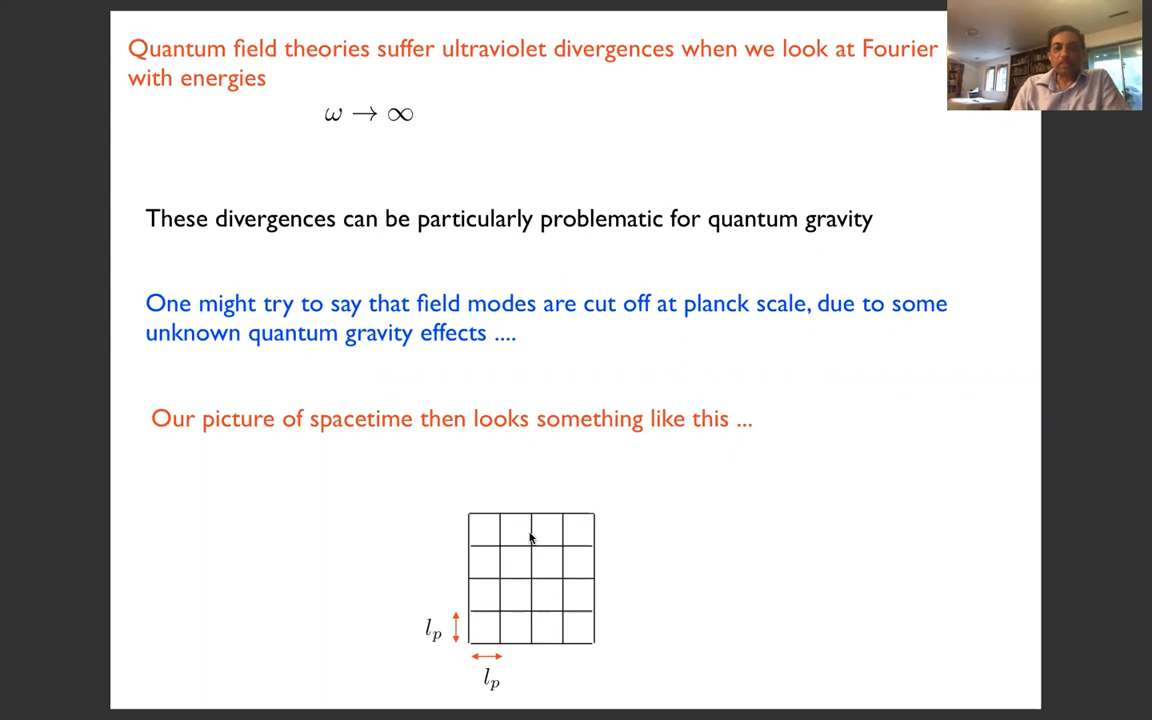 Quantum field theories suffer ultraviolet divergences when we look at Fourier
with energies
ω → ∞
These divergences can be particularly problematic for quantum gravity
One might try to say that field modes are cut off at planck scale, due to some
unknown quantum gravity effects ....
Our picture of spacetime then looks something like this ...
l_p
l_p